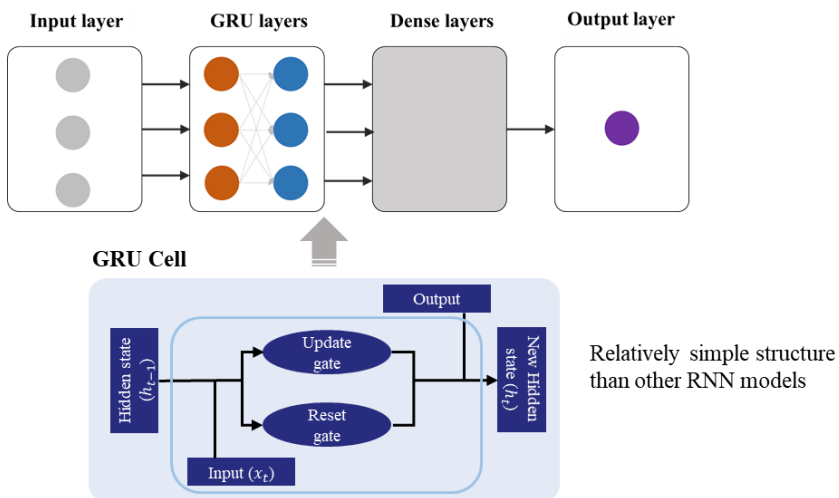 Input layer
GRU layers
Dense layers
Output layer
GRU Cell
Output
Hidden state
(h_{t−1})
Update
gate
Reset
gate
New Hidden
state (h_t)
Input (x_t)
Relatively simple structure
than other RNN models